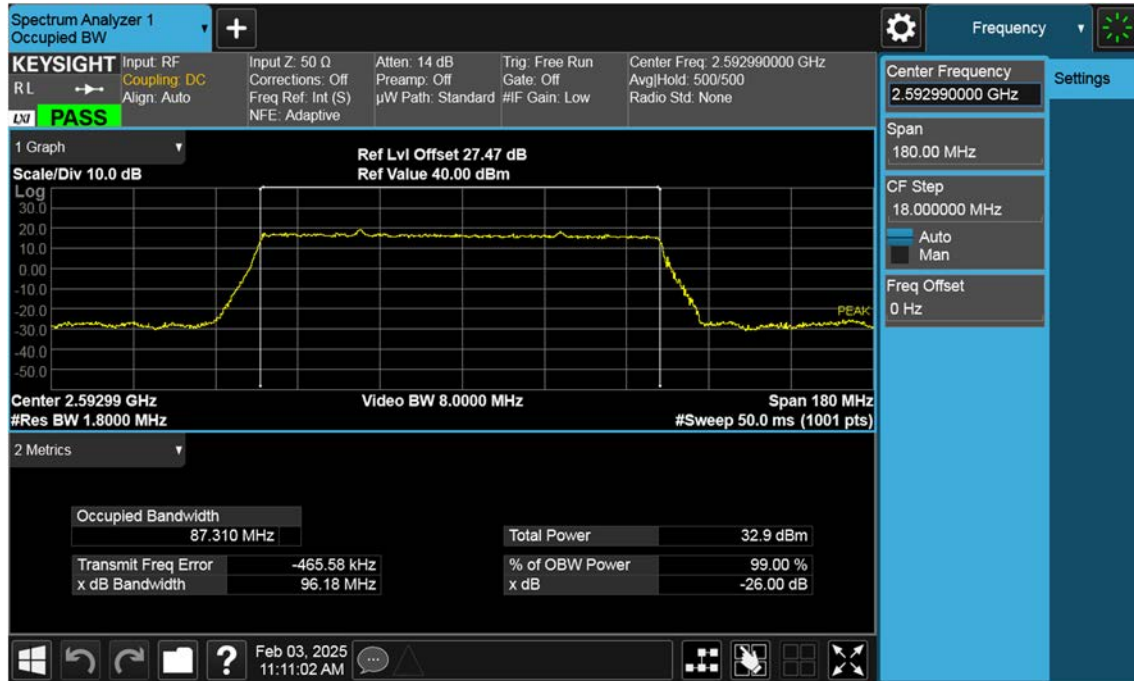 Spectrum Analyzer 1
Occupied BW
Frequency
KEYSIGHT
R L
LXI
PASS
Input: RF
Coupling: DC
Align: Auto
Input Z: 50 Ω
Corrections: Off
Freq Ref: Int (S)
NFE: Adaptive
Atten: 14 dB
Preamp: Off
µW Path: Standard
Trig: Free Run
Gate: Off
#IF Gain: Low
Center Freq: 2.592990000 GHz
Avg|Hold: 500/500
Radio Std: None
Center Frequency
2.592990000 GHz
Settings
Span
180.00 MHz
CF Step
18.000000 MHz
Auto
Man
Freq Offset
0 Hz
1 Graph
Scale/Div 10.0 dB
Ref Lvl Offset 27.47 dB
Ref Value 40.00 dBm
Log
30.0
20.0
10.0
0.00
-10.0
-20.0
-30.0
-40.0
-50.0
PEAK
Center 2.59299 GHz
Video BW 8.0000 MHz
Span 180 MHz
#Res BW 1.8000 MHz
#Sweep 50.0 ms (1001 pts)
2 Metrics
Occupied Bandwidth
87.310 MHz
Total Power 32.9 dBm
Transmit Freq Error -465.58 kHz
% of OBW Power 99.00 %
x dB Bandwidth 96.18 MHz
x dB -26.00 dB
?
Feb 03, 2025
11:11:02 AM